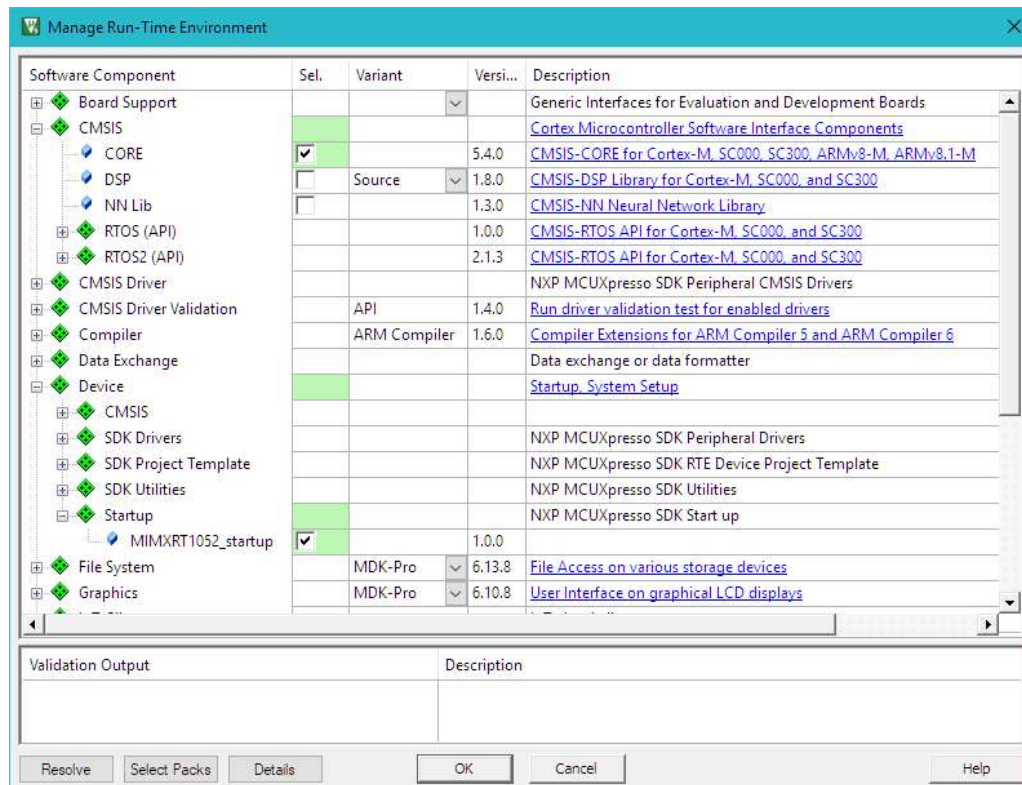 Manage Run-Time Environment
Software Component Sel. Variant Versi... Description
Board Support Generic Interfaces for Evaluation and Development Boards
CMSIS Cortex Microcontroller Software Interface Components
CORE 5.4.0 CMSIS-CORE for Cortex-M, SC000, SC300, ARMv8-M, ARMv8.1-M
DSP Source 1.8.0 CMSIS-DSP Library for Cortex-M, SC000, and SC300
NN Lib 1.3.0 CMSIS-NN Neural Network Library
RTOS (API) 1.0.0 CMSIS-RTOS API for Cortex-M, SC000, and SC300
RTOS2 (API) 2.1.3 CMSIS-RTOS API for Cortex-M, SC000, and SC300
CMSIS Driver NXP MCUXpresso SDK Peripheral CMSIS Drivers
CMSIS Driver Validation API 1.4.0 Run driver validation test for enabled drivers
Compiler ARM Compiler 1.6.0 Compiler Extensions for ARM Compiler 5 and ARM Compiler 6
Data Exchange Data exchange or data formatter
Device Startup, System Setup
CMSIS
SDK Drivers NXP MCUXpresso SDK Peripheral Drivers
SDK Project Template NXP MCUXpresso SDK RTE Device Project Template
SDK Utilities NXP MCUXpresso SDK Utilities
Startup NXP MCUXpresso SDK Start up
MIMXRT1052_startup 1.0.0
File System MDK-Pro 6.13.8 File Access on various storage devices
Graphics MDK-Pro 6.10.8 User Interface on graphical LCD displays
Validation Output Description
Resolve Select Packs Details OK Cancel Help